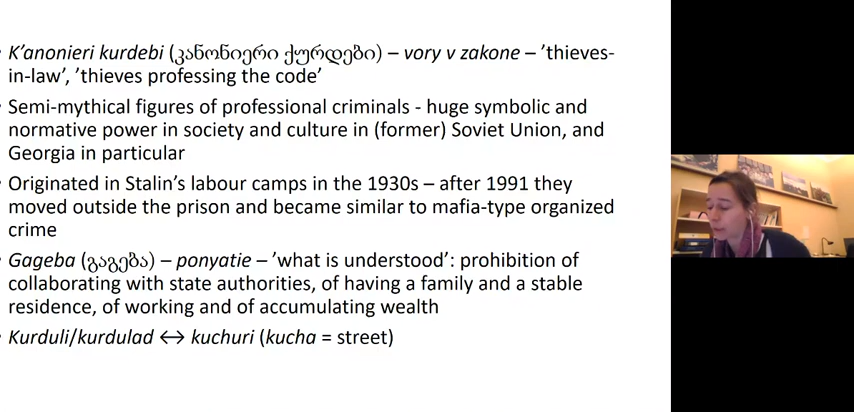 K'anonieri kurdebi (კანონიერი ქურდები) – vory v zakone – 'thieves-
in-law', 'thieves professing the code'
Semi-mythical figures of professional criminals - huge symbolic and
normative power in society and culture in (former) Soviet Union, and
Georgia in particular
Originated in Stalin's labour camps in the 1930s – after 1991 they
moved outside the prison and became similar to mafia-type organized
crime
Gageba (გაგება) – ponyatie – 'what is understood': prohibition of
collaborating with state authorities, of having a family and a stable
residence, of working and of accumulating wealth
Kurduli/kurdulad ↔ kuchuri (kucha = street)